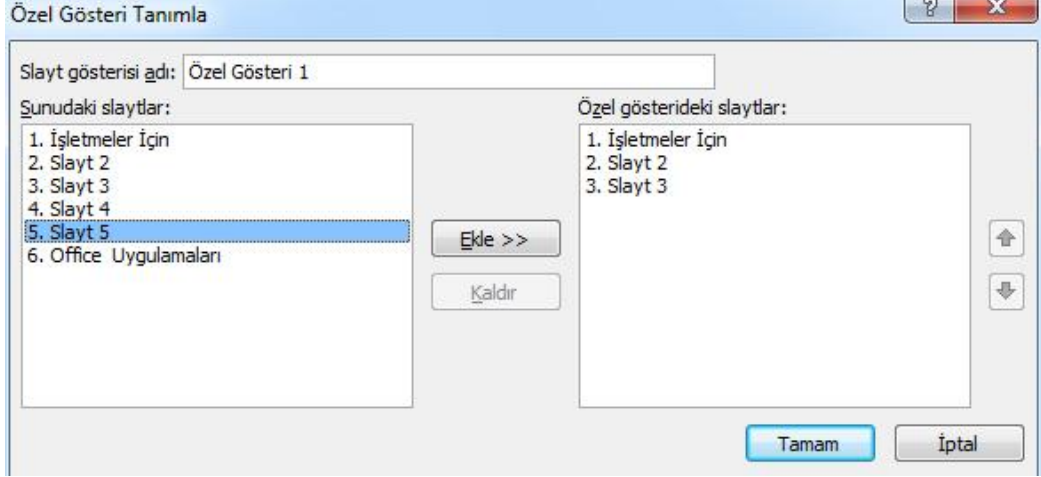 Özel Gösteri Tanımla
Slayt gösterisi adı: Özel Gösteri 1
Sunudaki slaytlar:
1. İşletmeler İçin
2. Slayt 2
3. Slayt 3
4. Slayt 4
5. Slayt 5
6. Office Uygulamaları
Ekle >>
Kaldır
Özel gösterideki slaytlar:
1. İşletmeler İçin
2. Slayt 2
3. Slayt 3
Tamam
İptal